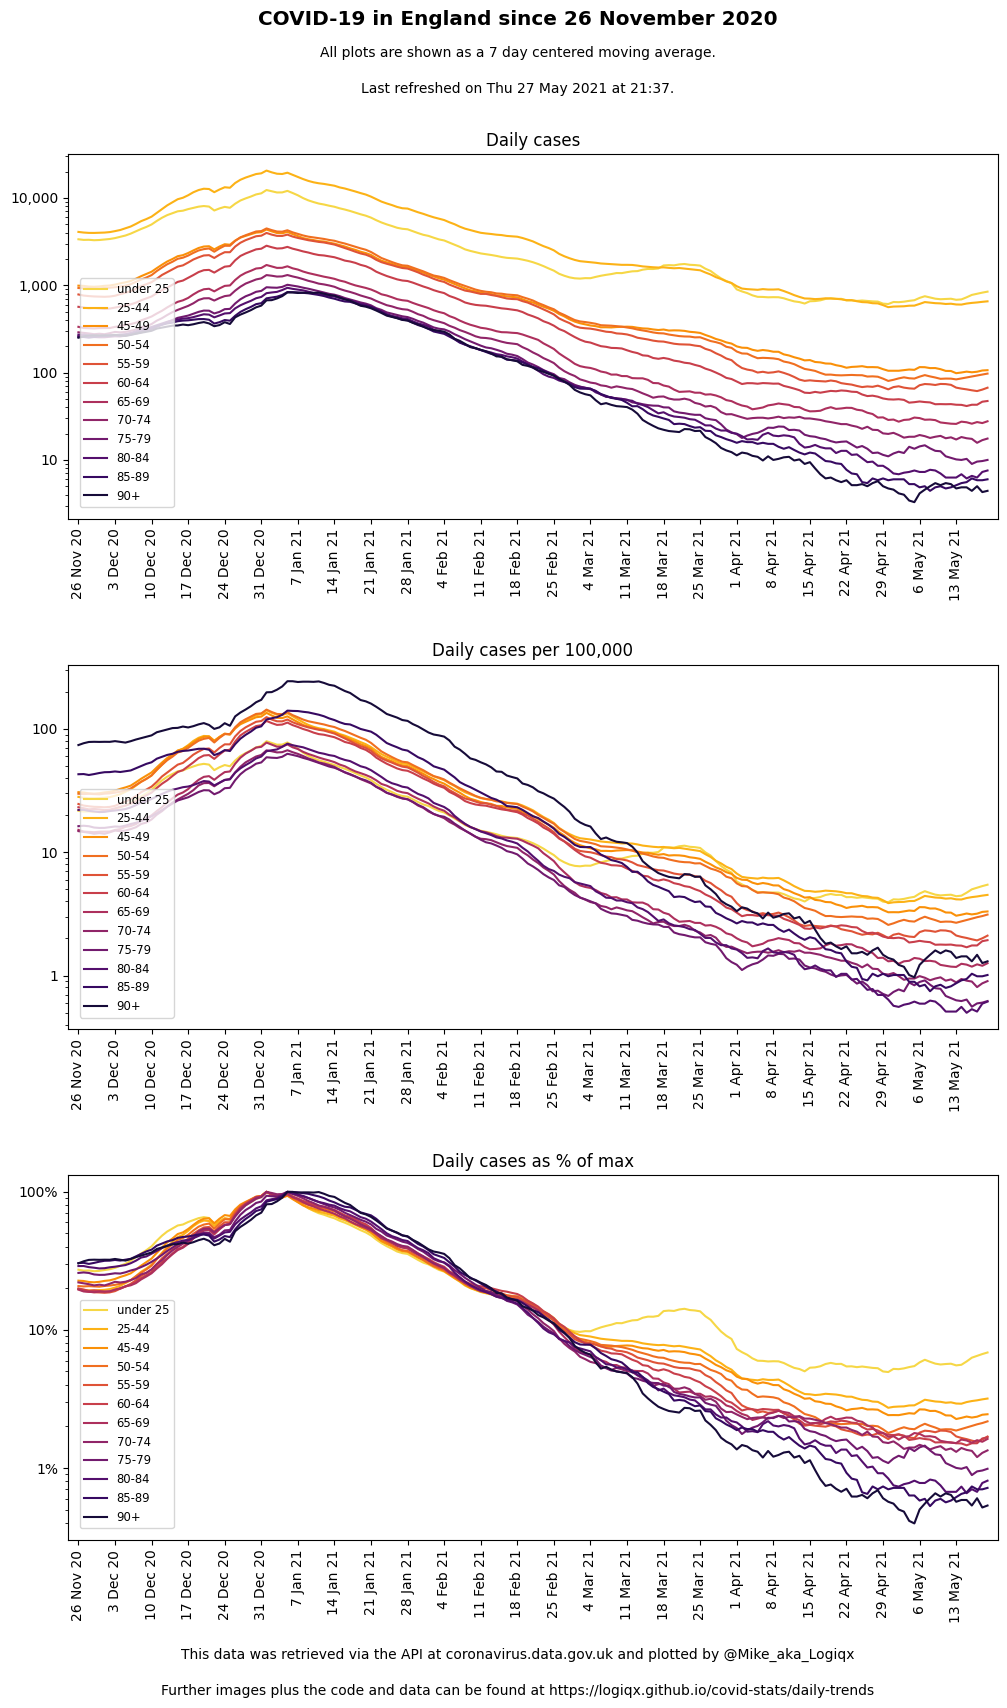 COVID-19 in England since 26 November 2020
All plots are shown as a 7 day centered moving average.
Last refreshed on Thu 27 May 2021 at 21:37.
Daily cases
10,000
1,000
100
10
under 25
25-44
45-49
50-54
55-59
60-64
65-69
70-74
75-79
80-84
85-89
90+
26 Nov 20
3 Dec 20
10 Dec 20
17 Dec 20
24 Dec 20
31 Dec 20
7 Jan 21
14 Jan 21
21 Jan 21
28 Jan 21
4 Feb 21
11 Feb 21
18 Feb 21
25 Feb 21
4 Mar 21
11 Mar 21
18 Mar 21
25 Mar 21
1 Apr 21
8 Apr 21
15 Apr 21
22 Apr 21
29 Apr 21
6 May 21
13 May 21
Daily cases per 100,000
100
10
1
under 25
25-44
45-49
50-54
55-59
60-64
65-69
70-74
75-79
80-84
85-89
90+
26 Nov 20
3 Dec 20
10 Dec 20
17 Dec 20
24 Dec 20
31 Dec 20
7 Jan 21
14 Jan 21
21 Jan 21
28 Jan 21
4 Feb 21
11 Feb 21
18 Feb 21
25 Feb 21
4 Mar 21
11 Mar 21
18 Mar 21
25 Mar 21
1 Apr 21
8 Apr 21
15 Apr 21
22 Apr 21
29 Apr 21
6 May 21
13 May 21
Daily cases as % of max
100%
10%
1%
under 25
25-44
45-49
50-54
55-59
60-64
65-69
70-74
75-79
80-84
85-89
90+
26 Nov 20
3 Dec 20
10 Dec 20
17 Dec 20
24 Dec 20
31 Dec 20
7 Jan 21
14 Jan 21
21 Jan 21
28 Jan 21
4 Feb 21
11 Feb 21
18 Feb 21
25 Feb 21
4 Mar 21
11 Mar 21
18 Mar 21
25 Mar 21
1 Apr 21
8 Apr 21
15 Apr 21
22 Apr 21
29 Apr 21
6 May 21
13 May 21
This data was retrieved via the API at coronavirus.data.gov.uk and plotted by @Mike_aka_Logiqx
Further images plus the code and data can be found at https://logiqx.github.io/covid-stats/daily-trends